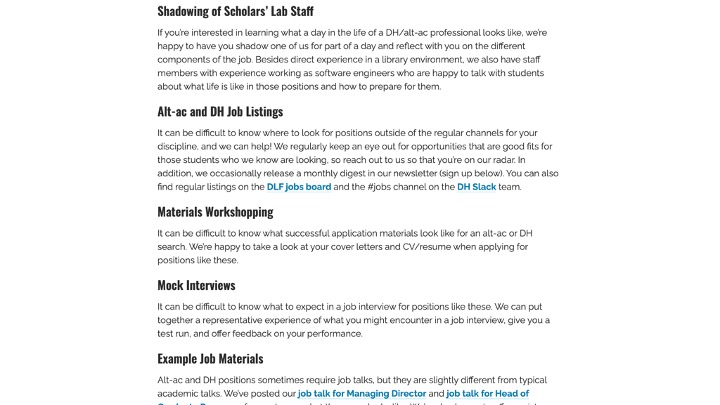 Shadowing of Scholars' Lab Staff
If you're interested in learning what a day in the life of a DH/alt-ac professional looks like, we're
happy to have you shadow one of us for part of a day and reflect with you on the different
components of the job. Besides direct experience in a library environment, we also have staff
members with experience working as software engineers who are happy to talk with students
about what life is like in those positions and how to prepare for them.
Alt-ac and DH Job Listings
It can be difficult to know where to look for positions outside of the regular channels for your
discipline, and we can help! We regularly keep an eye out for opportunities that are good fits for
those students who we know are looking, so reach out to us so that you're on our radar. In
addition, we occasionally release a monthly digest in our newsletter (sign up below). You can also
find regular listings on the DLF jobs board and the #jobs channel on the DH Slack team.
Materials Workshopping
It can be difficult to know what successful application materials look like for an alt-ac or DH
search. We're happy to take a look at your cover letters and CV/resume when applying for
positions like these.
Mock Interviews
It can be difficult to know what to expect in a job interview for positions like these. We can put
together a representative experience of what you might encounter in a job interview, give you a
test run, and offer feedback on your performance.
Example Job Materials
Alt-ac and DH positions sometimes require job talks, but they are slightly different from typical
academic talks. We've posted our job talk for Managing Director and job talk for Head of